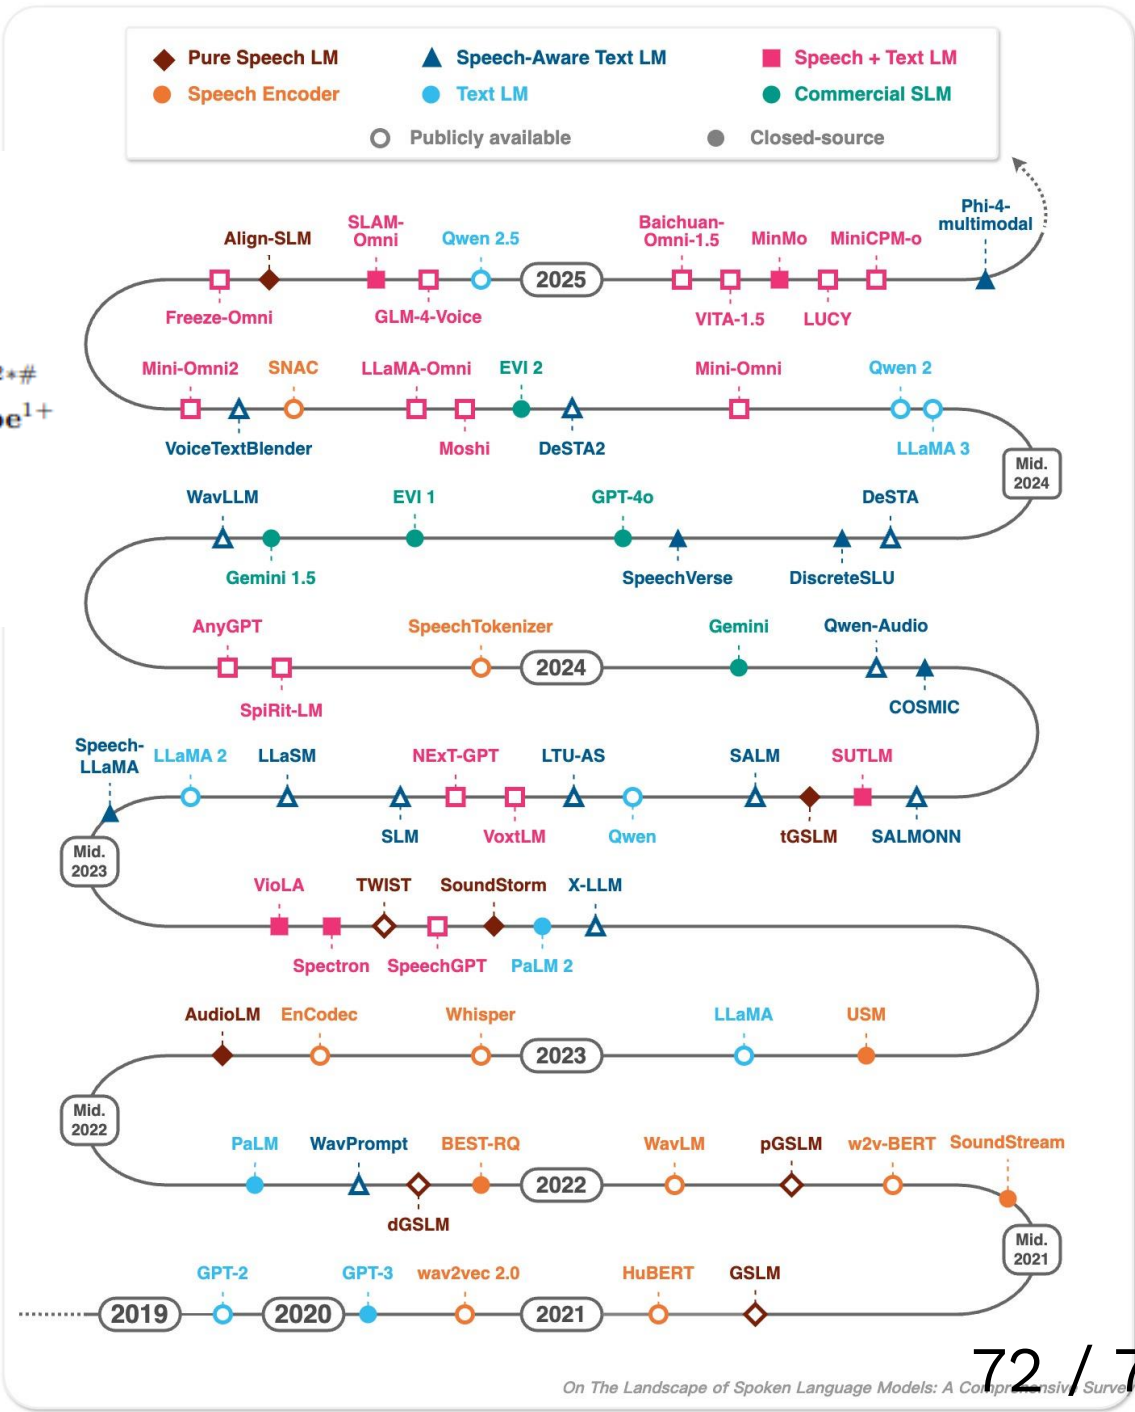 Pure Speech LM
Speech-Aware Text LM
Speech + Text LM
Speech Encoder
Text LM
Commercial SLM
Publicly available
Closed-source
Phi-4-
multimodal
SLAM-
Omni
Baichuan-
Omni-1.5
Align-SLM
Qwen 2.5
MinMo
MiniCPM-o
2025
Freeze-Omni
GLM-4-Voice
VITA-1.5
LUCY
Mini-Omni2
SNAC
LLaMA-Omni
EVI 2
Mini-Omni
Qwen 2
2*#
e1+
VoiceTextBlender
Moshi
DeSTA2
LLaMA 3
Mid.
2024
WavLLM
EVI 1
GPT-4o
DeSTA
Gemini 1.5
SpeechVerse
DiscreteSLU
AnyGPT
SpeechTokenizer
Gemini
Qwen-Audio
2024
SpiRit-LM
COSMIC
Speech-
LLaMA
LLaMA 2
LLaSM
NExT-GPT
LTU-AS
SALM
SUTLM
SLM
VoxtLM
Qwen
tGSLM
SALMONN
Mid.
2023
VioLA
TWIST
SoundStorm
X-LLM
Spectron
SpeechGPT
PaLM 2
AudioLM
EnCodec
Whisper
LLaMA
USM
2023
Mid.
2022
PaLM
WavPrompt
BEST-RQ
WavLM
pGSLM
w2v-BERT
SoundStream
2022
dGSLM
Mid.
2021
GPT-2
GPT-3
wav2vec 2.0
HuBERT
GSLM
2019
2020
2021
72 / 7
On The Landscape of Spoken Language Models: A Comprehensive Surve